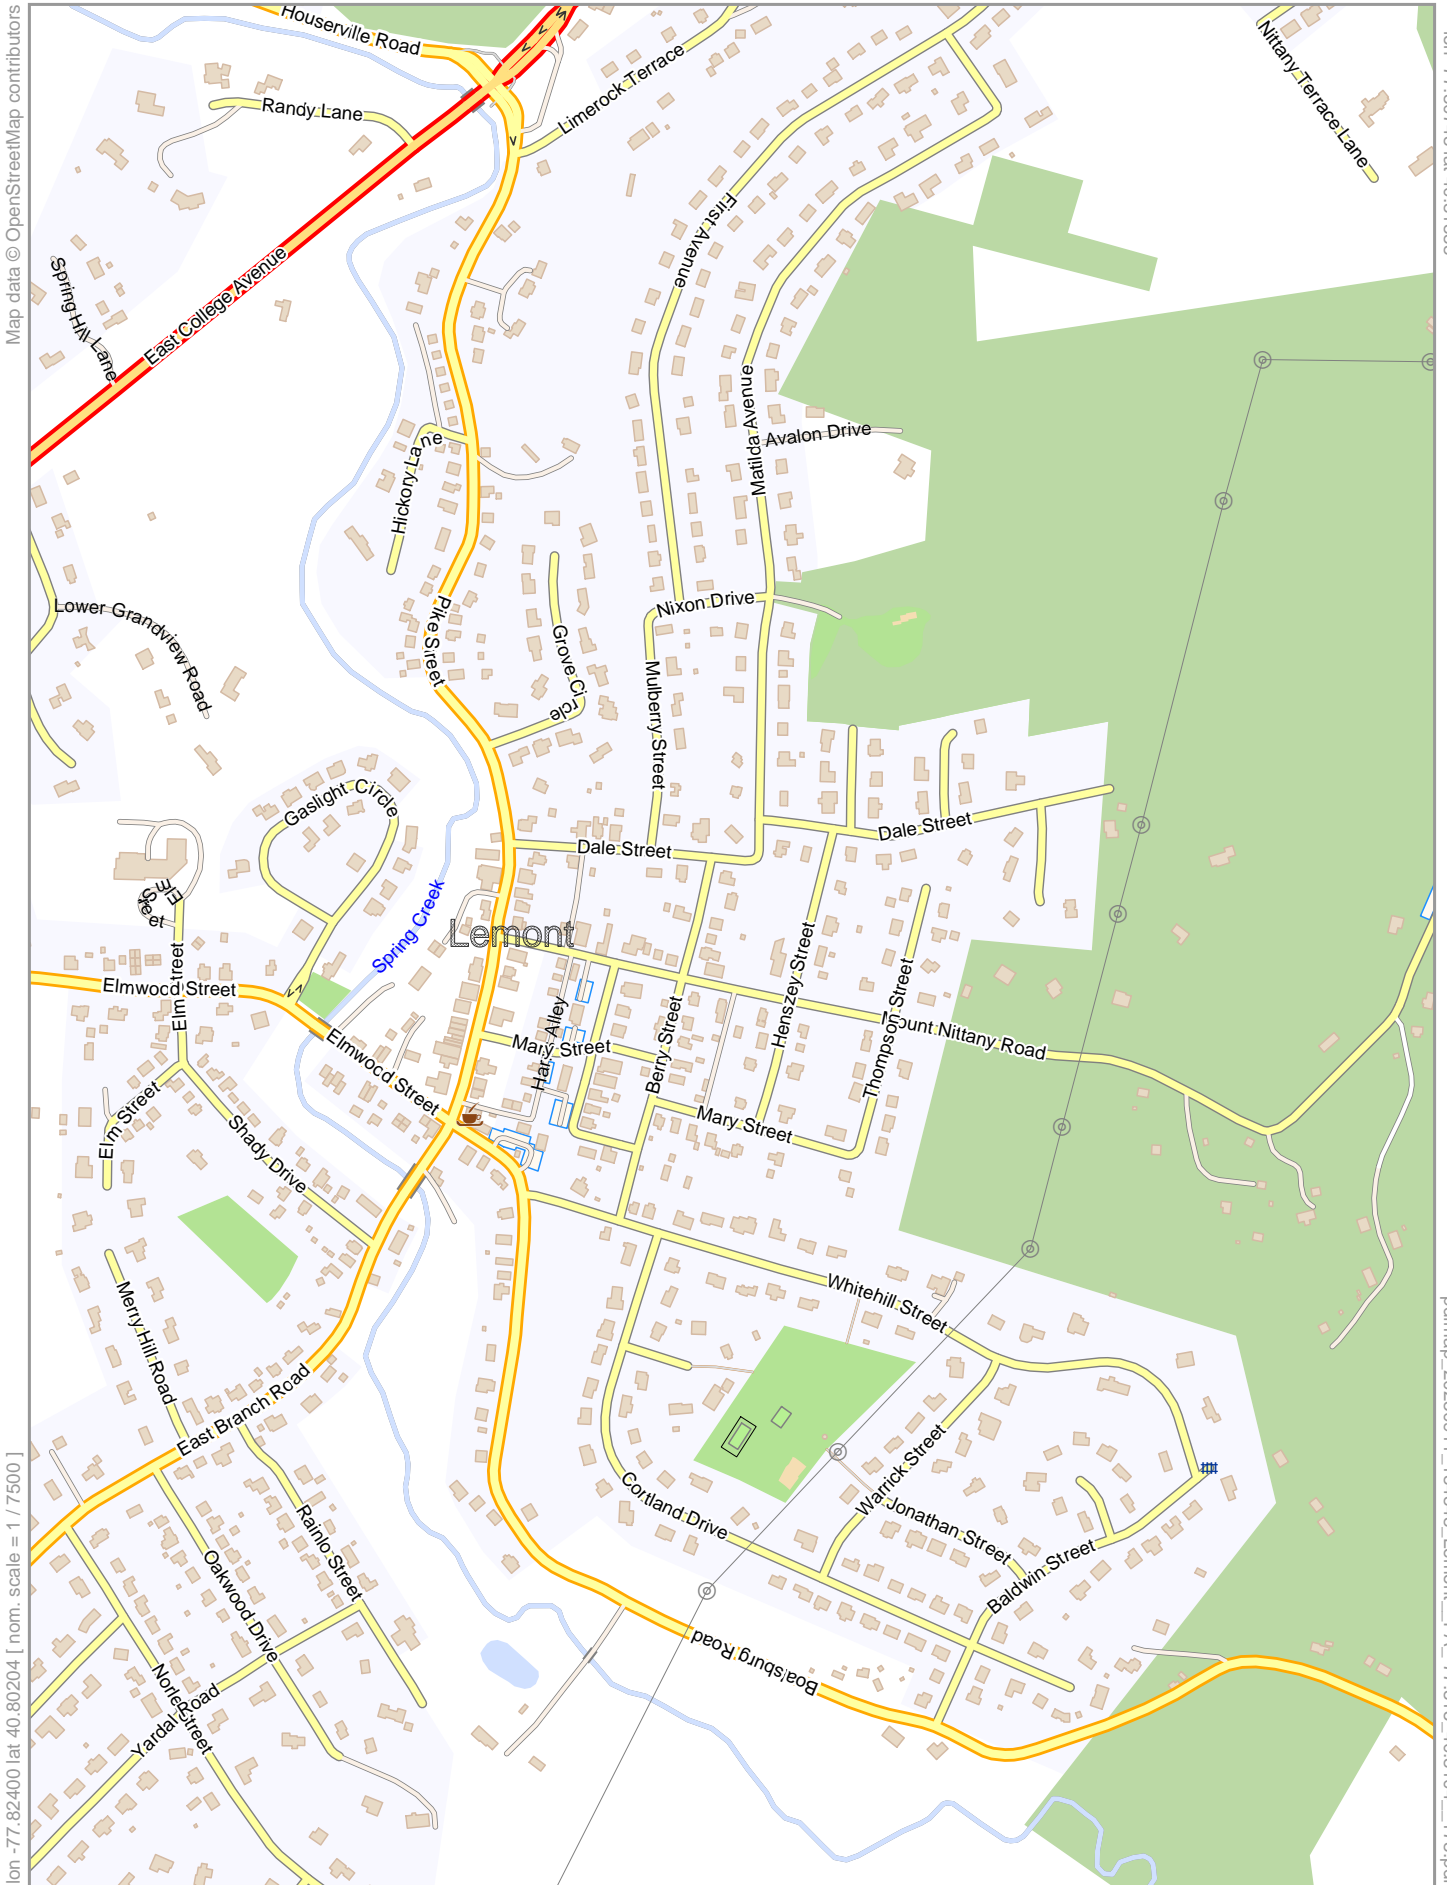 Map data © OpenStreetMap contributors
Houserville Road
Randy Lane
Limerock Terrace
Nittany Terrace Lane
First Avenue
Spring Hill Lane
East College Avenue
Matilda Avenue
Avalon Drive
Hickory Lane
Lower Grandview Road
Pike Street
Grove Circle
Nixon Drive
Mulberry Street
Gaslight Circle
Dale Street
Dale Street
Elm Street
Spring Creek
Lemont
Elmwood Street
Elm Street
Henszey Street
Thompson Street
Mount Nittany Road
Elmwood Street
Mary Street
Berry Street
Mary Street
Elm Street
Shady Drive
Whitehill Street
Merry Hill Road
East Branch Road
Cortland Drive
Warrick Street
Jonathan Street
Baldwin Street
Rainlo Street
Oakwood Drive
Boalsburg Road
Norle Street
Yardal Road
lon -77.82400 lat 40.80204 [ nom. scale = 1 / 7500 ]